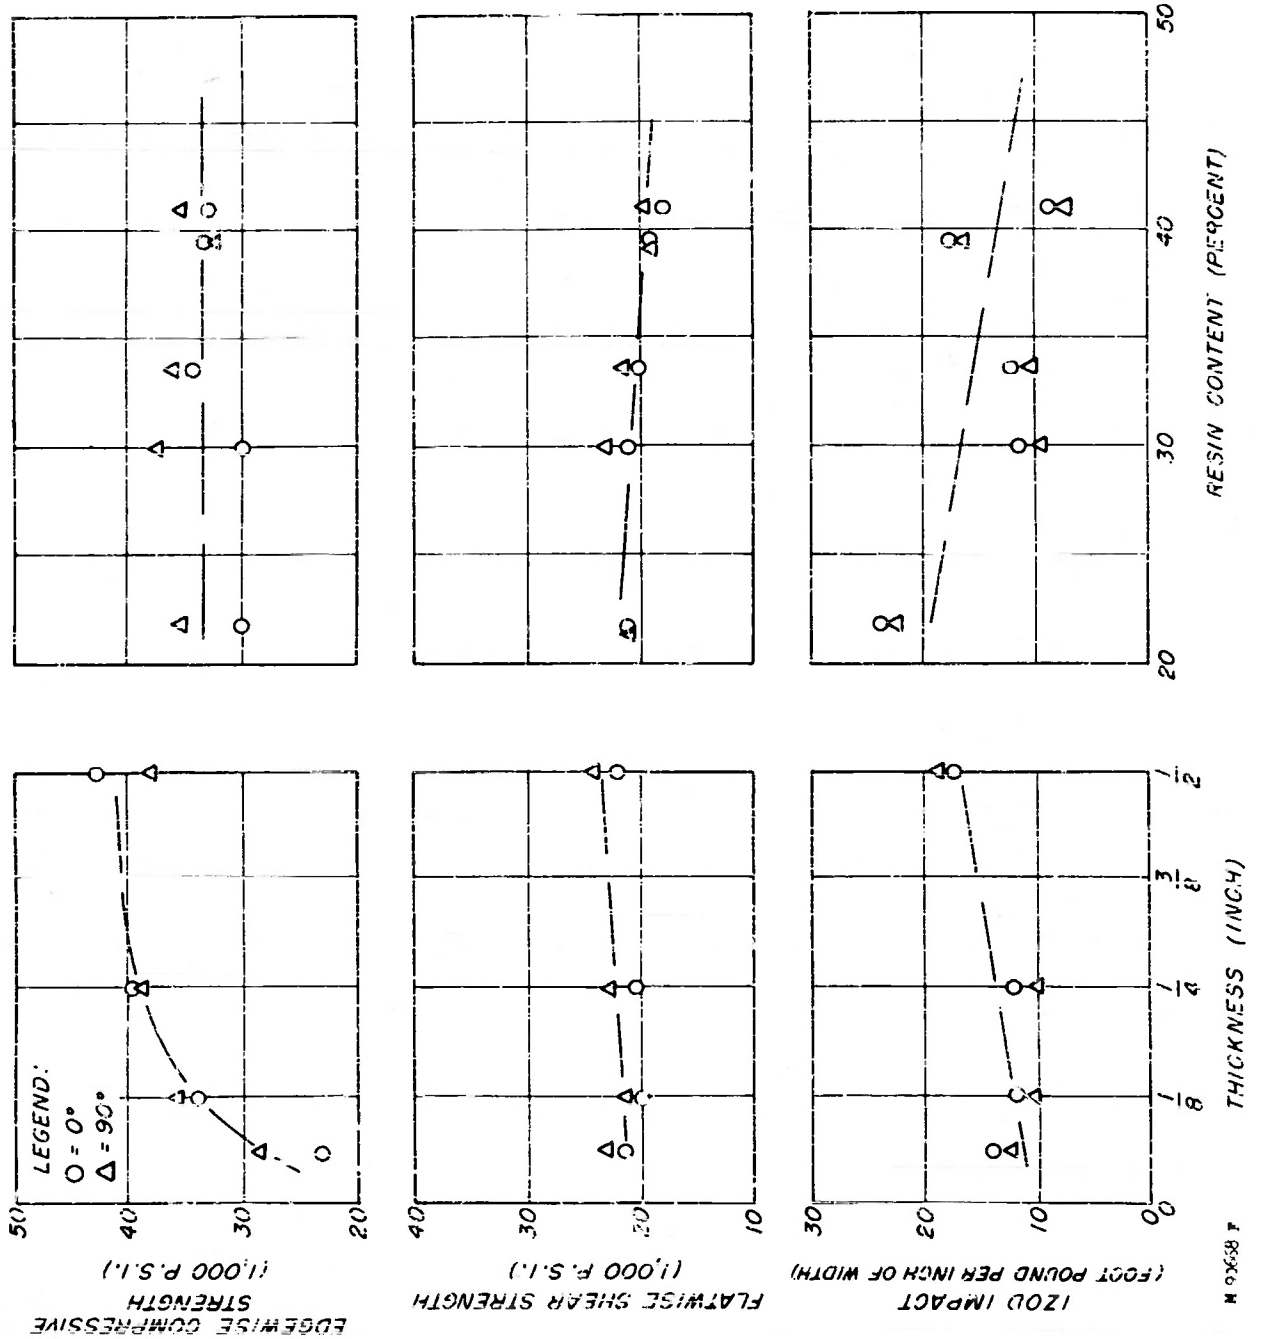 EDGEWISE COMPRESSIVE
STRENGTH
(1,000 P.S.I.)
50
40
30
20
LEGEND:
O = 0°
Δ = 90°
FLATWISE SHEAR STRENGTH
(1,000 P.S.I.)
40
30
20
10
IZOD IMPACT
(FOOT POUND PER INCH OF WIDTH)
30
20
10
0
0
1/8
1/4
3/8
1/2
THICKNESS (INCH)
20
30
40
50
RESIN CONTENT (PERCENT)